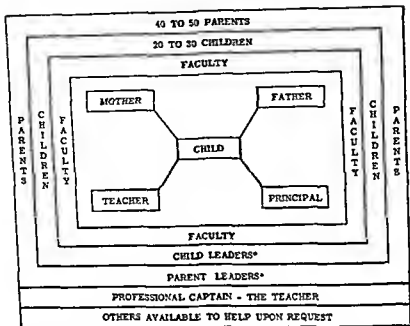 40 TO 50 PARENTS
20 TO 30 CHILDREN
FACULTY
MOTHER
FATHER
PARENTS
CHILDREN
FACULTY
CHILD
FACULTY
CHILDREN
PARENTS
TEACHER
PRINCIPAL
FACULTY
CHILD LEADERS*
PARENT LEADERS*
PROFESSIONAL CAPTAIN - THE TEACHER
OTHERS AVAILABLE TO HELP UPON REQUEST